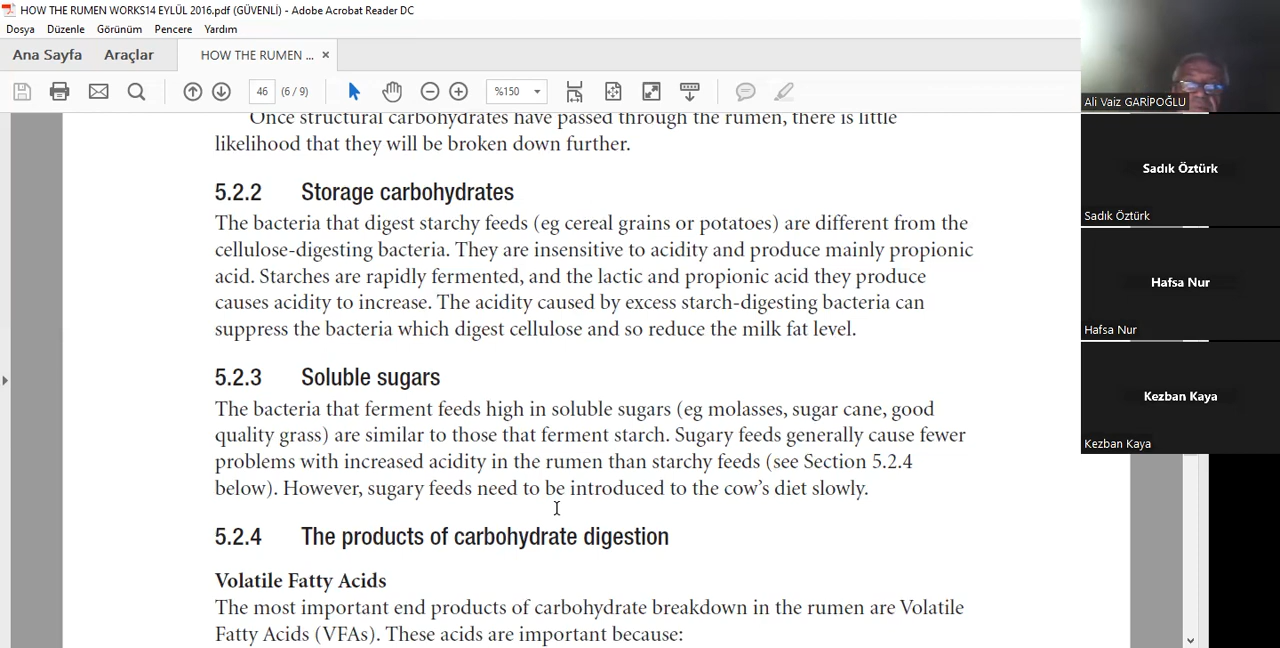 HOW THE RUMEN WORKS14 EYLÜL 2016.pdf (GÜVENLİ) - Adobe Acrobat Reader DC
Dosya Düzenle Görünüm Pencere Yardım
Ana Sayfa Araçlar HOW THE RUMEN ... ×
46 (6 / 9) %150
Once structural carbohydrates have passed through the rumen, there is little
likelihood that they will be broken down further.
5.2.2 Storage carbohydrates
The bacteria that digest starchy feeds (eg cereal grains or potatoes) are different from the
cellulose-digesting bacteria. They are insensitive to acidity and produce mainly propionic
acid. Starches are rapidly fermented, and the lactic and propionic acid they produce
causes acidity to increase. The acidity caused by excess starch-digesting bacteria can
suppress the bacteria which digest cellulose and so reduce the milk fat level.
5.2.3 Soluble sugars
The bacteria that ferment feeds high in soluble sugars (eg molasses, sugar cane, good
quality grass) are similar to those that ferment starch. Sugary feeds generally cause fewer
problems with increased acidity in the rumen than starchy feeds (see Section 5.2.4
below). However, sugary feeds need to be introduced to the cow's diet slowly.
5.2.4 The products of carbohydrate digestion
Volatile Fatty Acids
The most important end products of carbohydrate breakdown in the rumen are Volatile
Fatty Acids (VFAs). These acids are important because:
Ali Vaiz GARİPOĞLU
Sadık Öztürk
Sadık Öztürk
Hafsa Nur
Hafsa Nur
Kezban Kaya
Kezban Kaya